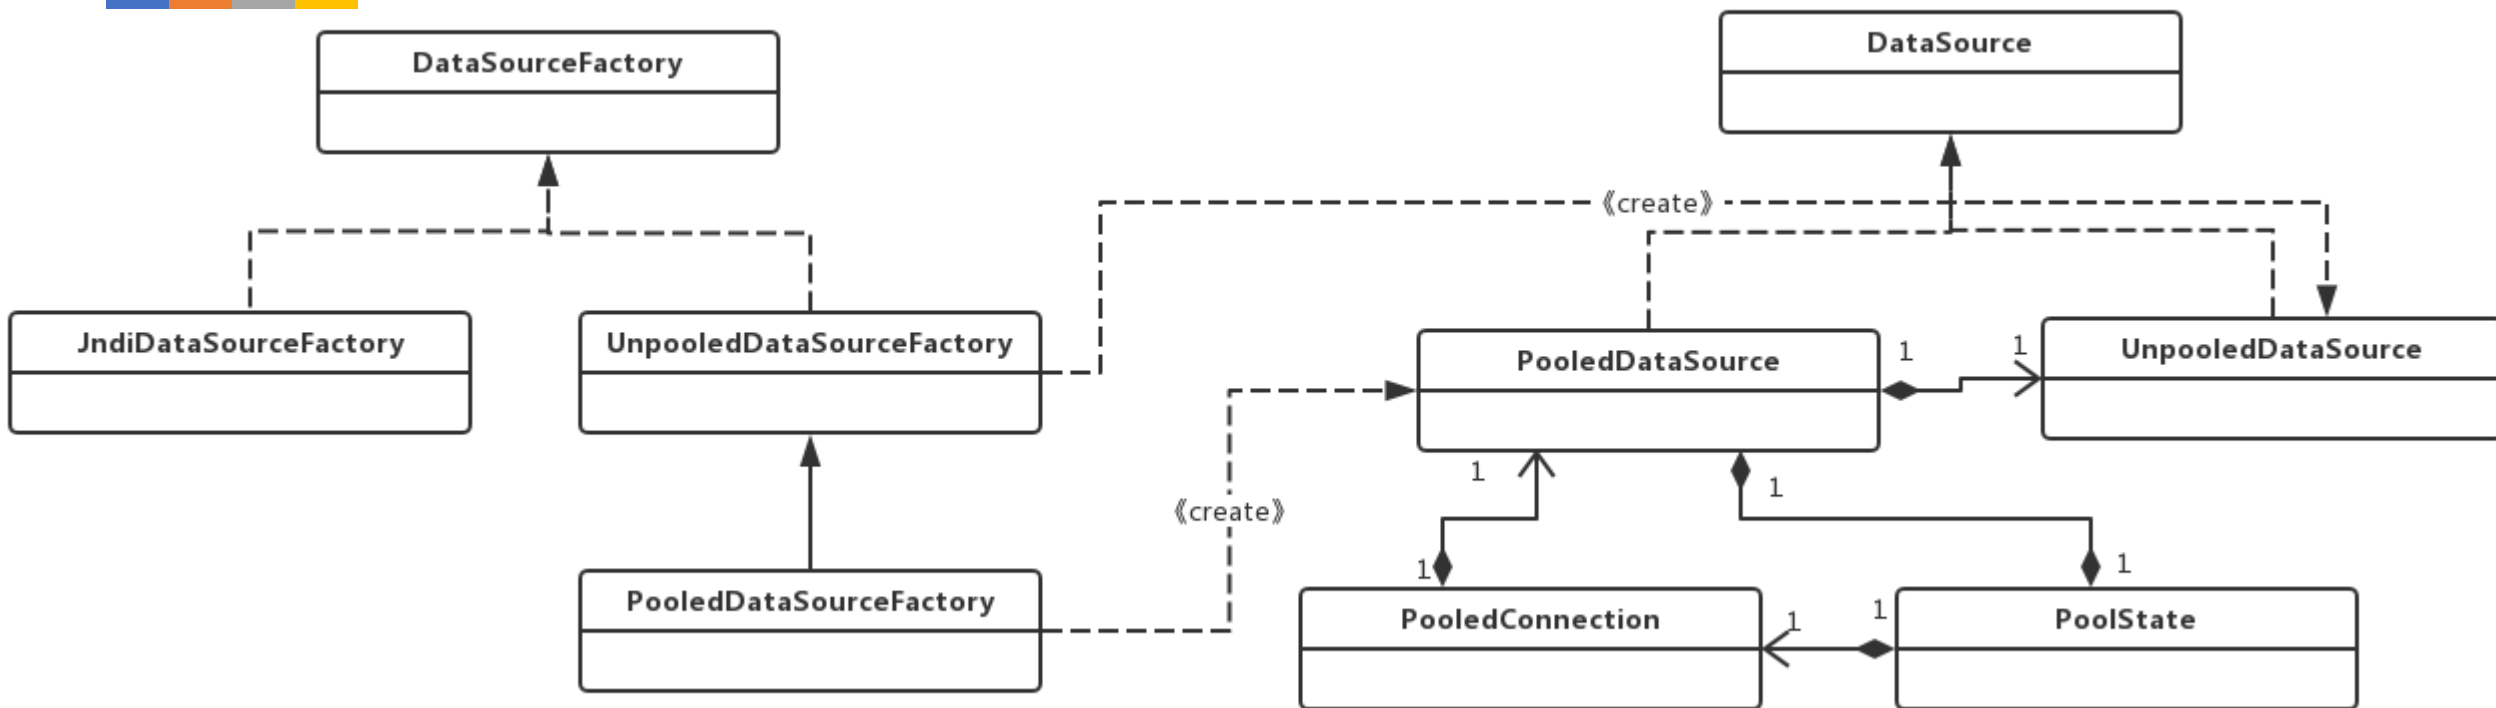 DataSourceFactory
DataSource
《create》
JndiDataSourceFactory
UnpooledDataSourceFactory
PooledDataSource
1
1
UnpooledDataSource
1
1
《create》
1
1
PooledDataSourceFactory
PooledConnection
1
1
PoolState